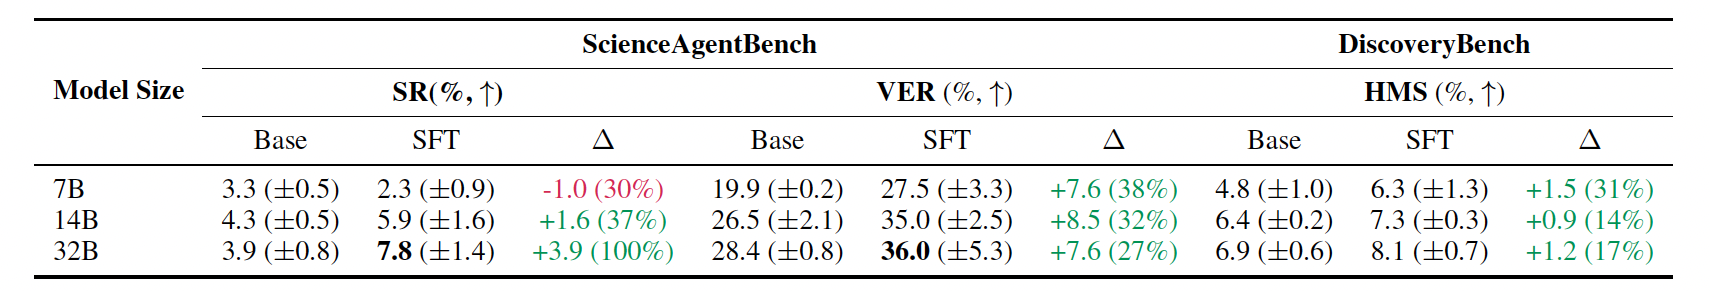 ScienceAgentBench DiscoveryBench
Model Size SR(%, ↑) VER (%, ↑) HMS (%, ↑)
Base SFT Δ Base SFT Δ Base SFT Δ
7B 3.3 (±0.5) 2.3 (±0.9) -1.0 (30%) 19.9 (±0.2) 27.5 (±3.3) +7.6 (38%) 4.8 (±1.0) 6.3 (±1.3) +1.5 (31%)
14B 4.3 (±0.5) 5.9 (±1.6) +1.6 (37%) 26.5 (±2.1) 35.0 (±2.5) +8.5 (32%) 6.4 (±0.2) 7.3 (±0.3) +0.9 (14%)
32B 3.9 (±0.8) 7.8 (±1.4) +3.9 (100%) 28.4 (±0.8) 36.0 (±5.3) +7.6 (27%) 6.9 (±0.6) 8.1 (±0.7) +1.2 (17%)